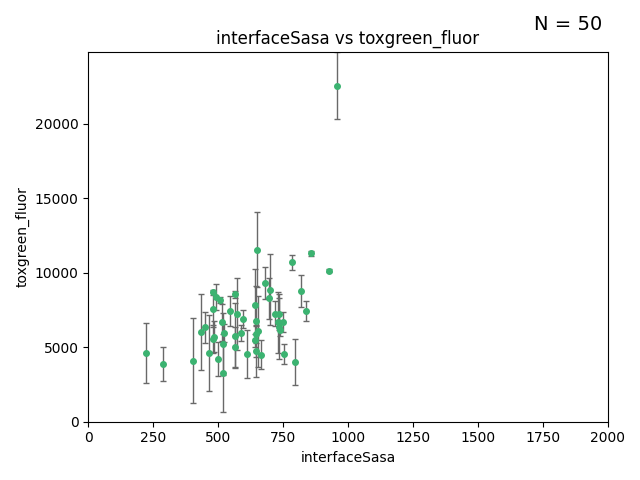 N = 50
interfaceSasa vs toxgreen_fluor
toxgreen_fluor
20000
15000
10000
5000
0
0 250 500 750 1000 1250 1500 1750 2000
interfaceSasa